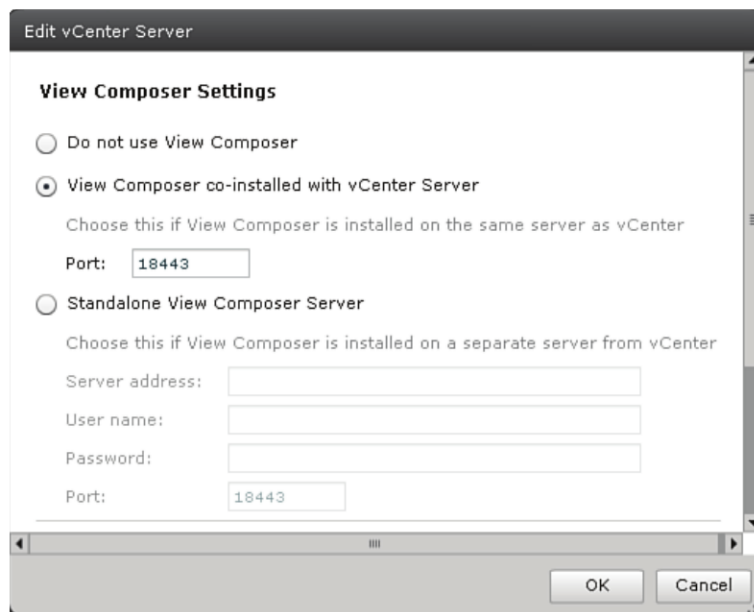 Edit vCenter Server
View Composer Settings
Do not use View Composer
View Composer co-installed with vCenter Server
Choose this if View Composer is installed on the same server as vCenter
Port: 18443
Standalone View Composer Server
Choose this if View Composer is installed on a separate server from vCenter
Server address:
User name:
Password:
Port: 18443
OK Cancel